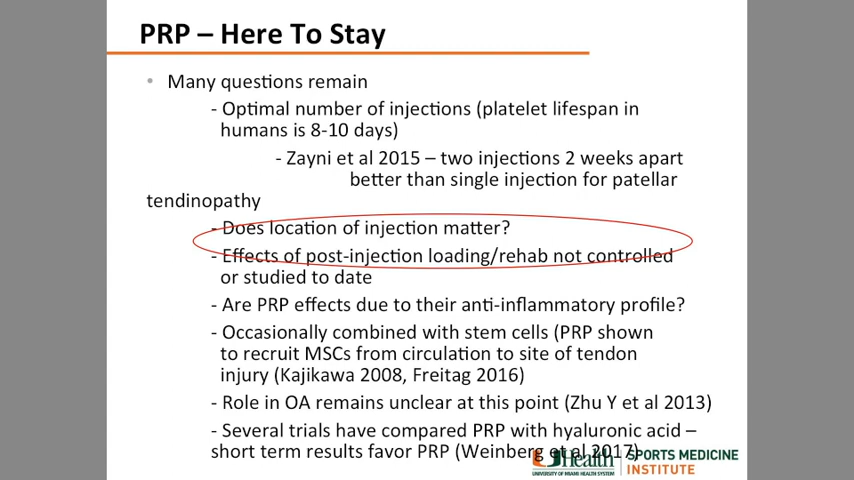 PRP – Here To Stay
• Many questions remain
- Optimal number of injections (platelet lifespan in
humans is 8-10 days)
- Zayni et al 2015 – two injections 2 weeks apart
better than single injection for patellar
tendinopathy
- Does location of injection matter?
- Effects of post-injection loading/rehab not controlled
or studied to date
- Are PRP effects due to their anti-inflammatory profile?
- Occasionally combined with stem cells (PRP shown
to recruit MSCs from circulation to site of tendon
injury (Kajikawa 2008, Freitag 2016)
- Role in OA remains unclear at this point (Zhu Y et al 2013)
- Several trials have compared PRP with hyaluronic acid –
short term results favor PRP (Weinberg et al 2017)
UHealth
UNIVERSITY OF MIAMI HEALTH SYSTEM
SPORTS MEDICINE
INSTITUTE